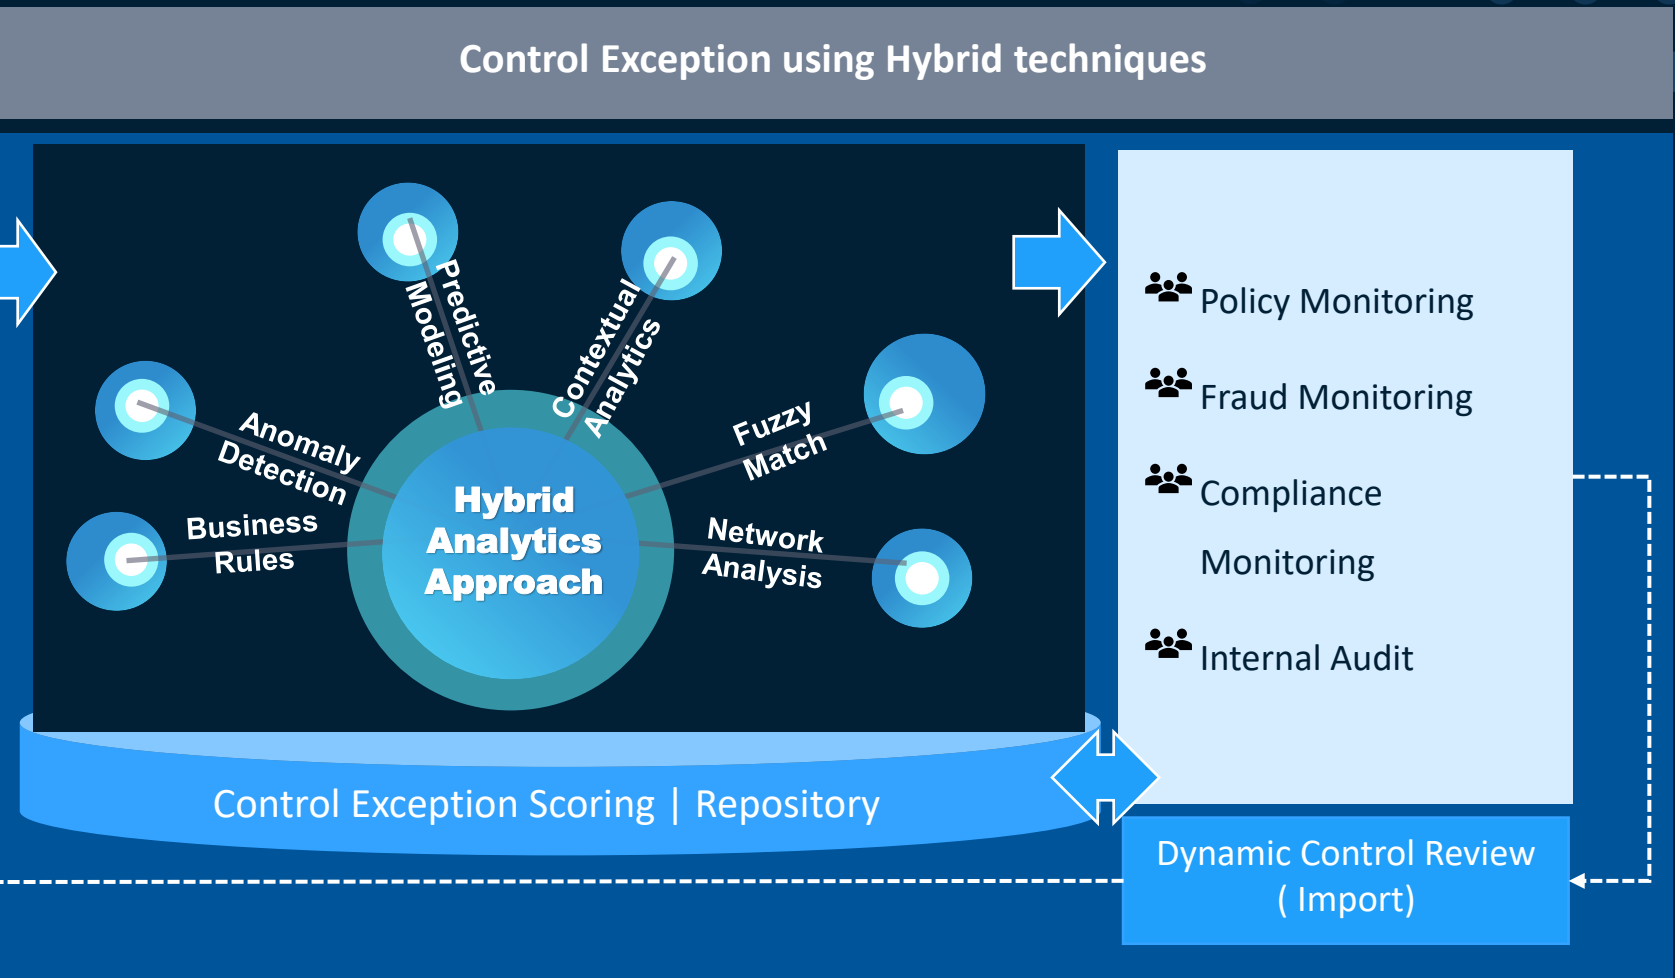 Control Exception using Hybrid techniques
Predictive
Modeling
Contextual
Analytics
Anomaly
Detection
Fuzzy
Match
Business
Rules
Hybrid
Analytics
Approach
Network
Analysis
Policy Monitoring
Fraud Monitoring
Compliance
Monitoring
Internal Audit
Control Exception Scoring | Repository
Dynamic Control Review
( Import)